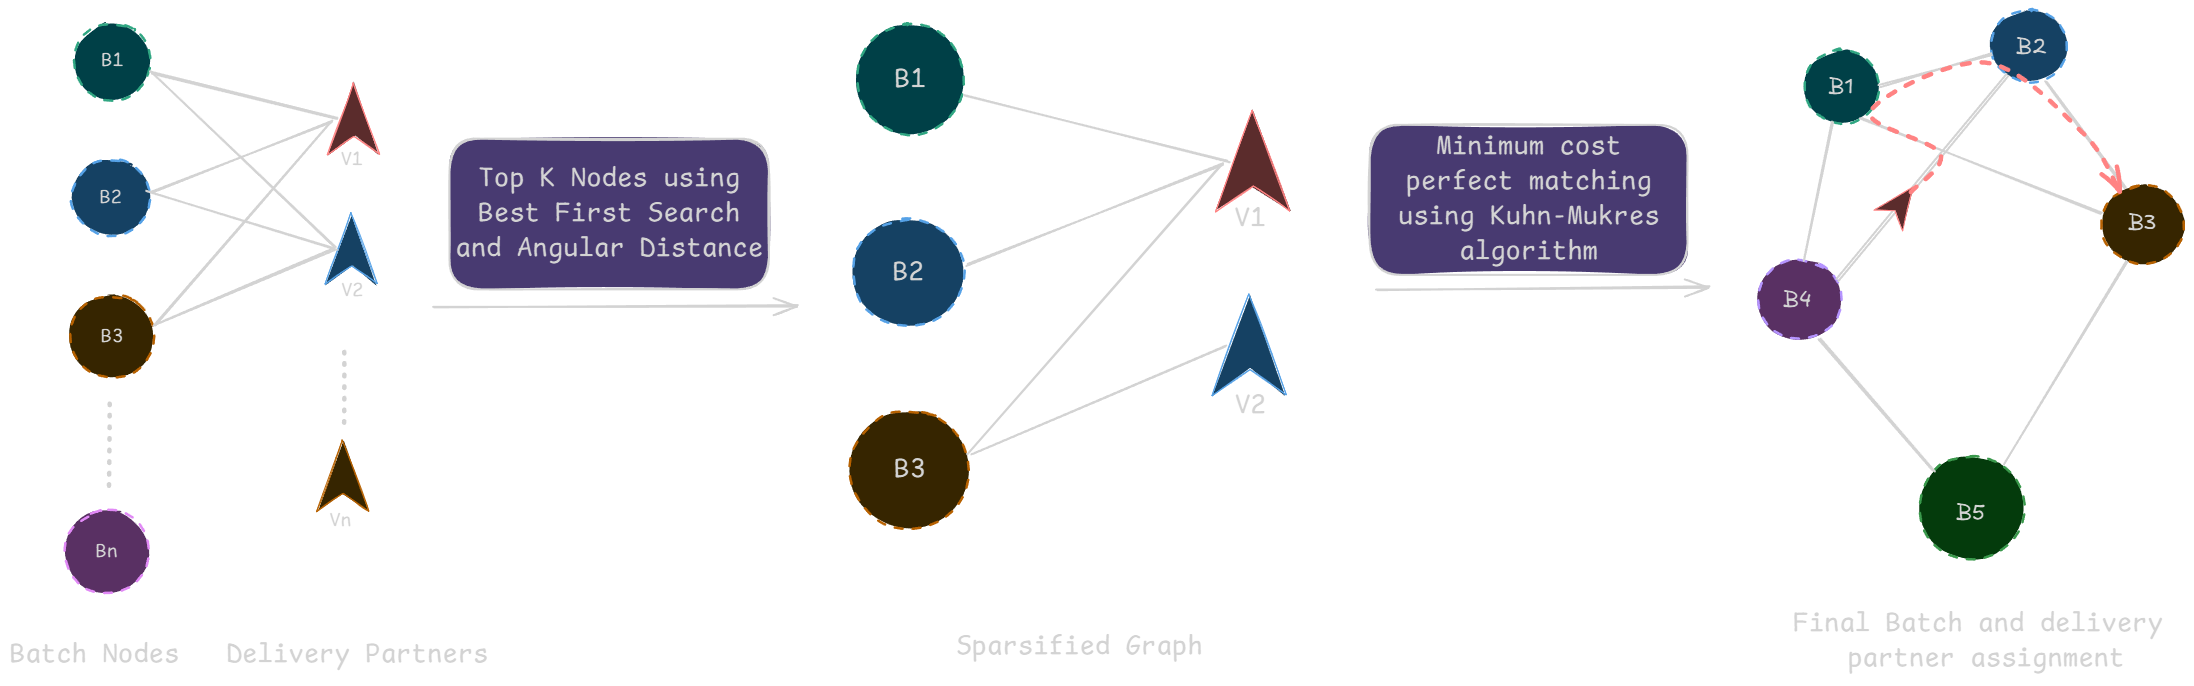 B1
B2
B3
Bn
V1
V2
Vn
Batch Nodes
Delivery Partners
Top K Nodes using
Best First Search
and Angular Distance
B1
B2
B3
V1
V2
Sparsified Graph
Minimum cost
perfect matching
using Kuhn-Mukres
algorithm
B1
B2
B3
B4
B5
Final Batch and delivery
partner assignment